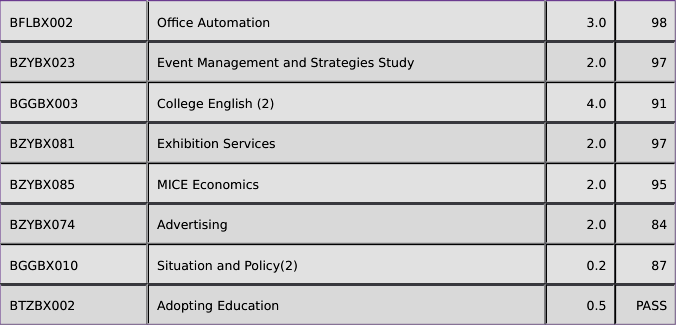 BFLBX002 Office Automation 3.0 98
BZYBX023 Event Management and Strategies Study 2.0 97
BGGBX003 College English (2) 4.0 91
BZYBX081 Exhibition Services 2.0 97
BZYBX085 MICE Economics 2.0 95
BZYBX074 Advertising 2.0 84
BGGBX010 Situation and Policy(2) 0.2 87
BTZBX002 Adopting Education 0.5 PASS